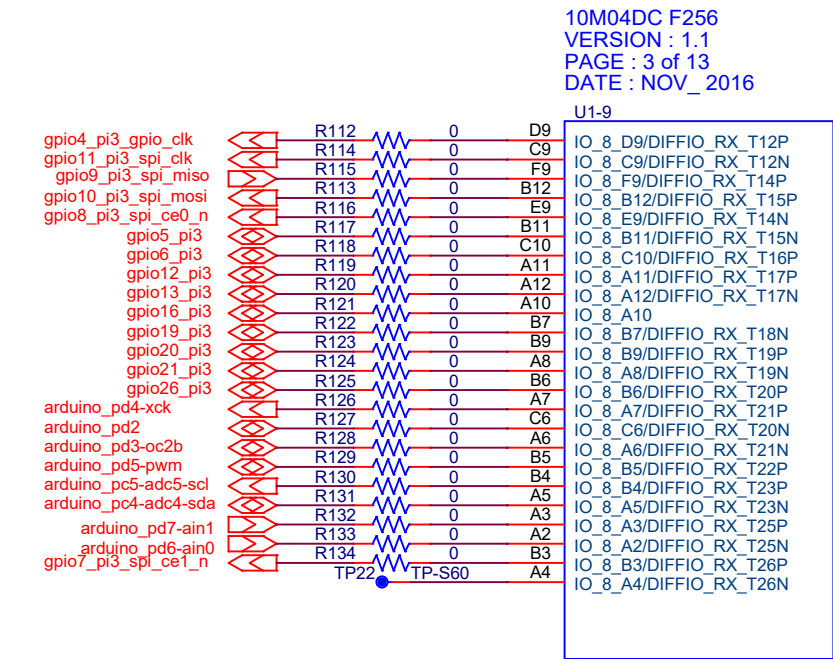 10M04DC F256
VERSION : 1.1
PAGE : 3 of 13
DATE : NOV_ 2016
U1-9
gpio4_pi3_gpio_clk R112 0 D9 IO_8_D9/DIFFIO_RX_T12P
gpio11_pi3_spi_clk R114 0 C9 IO_8_C9/DIFFIO_RX_T12N
gpio9_pi3_spi_miso R115 0 F9 IO_8_F9/DIFFIO_RX_T14P
gpio10_pi3_spi_mosi R113 0 B12 IO_8_B12/DIFFIO_RX_T15P
gpio8_pi3_spi_ce0_n R116 0 E9 IO_8_E9/DIFFIO_RX_T14N
gpio5_pi3 R117 0 B11 IO_8_B11/DIFFIO_RX_T15N
gpio6_pi3 R118 0 C10 IO_8_C10/DIFFIO_RX_T16P
gpio12_pi3 R119 0 A11 IO_8_A11/DIFFIO_RX_T17P
gpio13_pi3 R120 0 A12 IO_8_A12/DIFFIO_RX_T17N
gpio16_pi3 R121 0 A10 IO_8_A10
gpio19_pi3 R122 0 B7 IO_8_B7/DIFFIO_RX_T18N
gpio20_pi3 R123 0 B9 IO_8_B9/DIFFIO_RX_T19P
gpio21_pi3 R124 0 A8 IO_8_A8/DIFFIO_RX_T19N
gpio26_pi3 R125 0 B6 IO_8_B6/DIFFIO_RX_T20P
arduino_pd4-xck R126 0 A7 IO_8_A7/DIFFIO_RX_T21P
arduino_pd2 R127 0 C6 IO_8_C6/DIFFIO_RX_T20N
arduino_pd3-oc2b R128 0 A6 IO_8_A6/DIFFIO_RX_T21N
arduino_pd5-pwm R129 0 B5 IO_8_B5/DIFFIO_RX_T22P
arduino_pc5-adc5-scl R130 0 B4 IO_8_B4/DIFFIO_RX_T23P
arduino_pc4-adc4-sda R131 0 A5 IO_8_A5/DIFFIO_RX_T23N
arduino_pd7-ain1 R132 0 A3 IO_8_A3/DIFFIO_RX_T25P
arduino_pd6-ain0 R133 0 A2 IO_8_A2/DIFFIO_RX_T25N
gpio7_pi3_spi_ce1_n R134 0 B3 IO_8_B3/DIFFIO_RX_T26P
TP22 TP-S60 A4 IO_8_A4/DIFFIO_RX_T26N